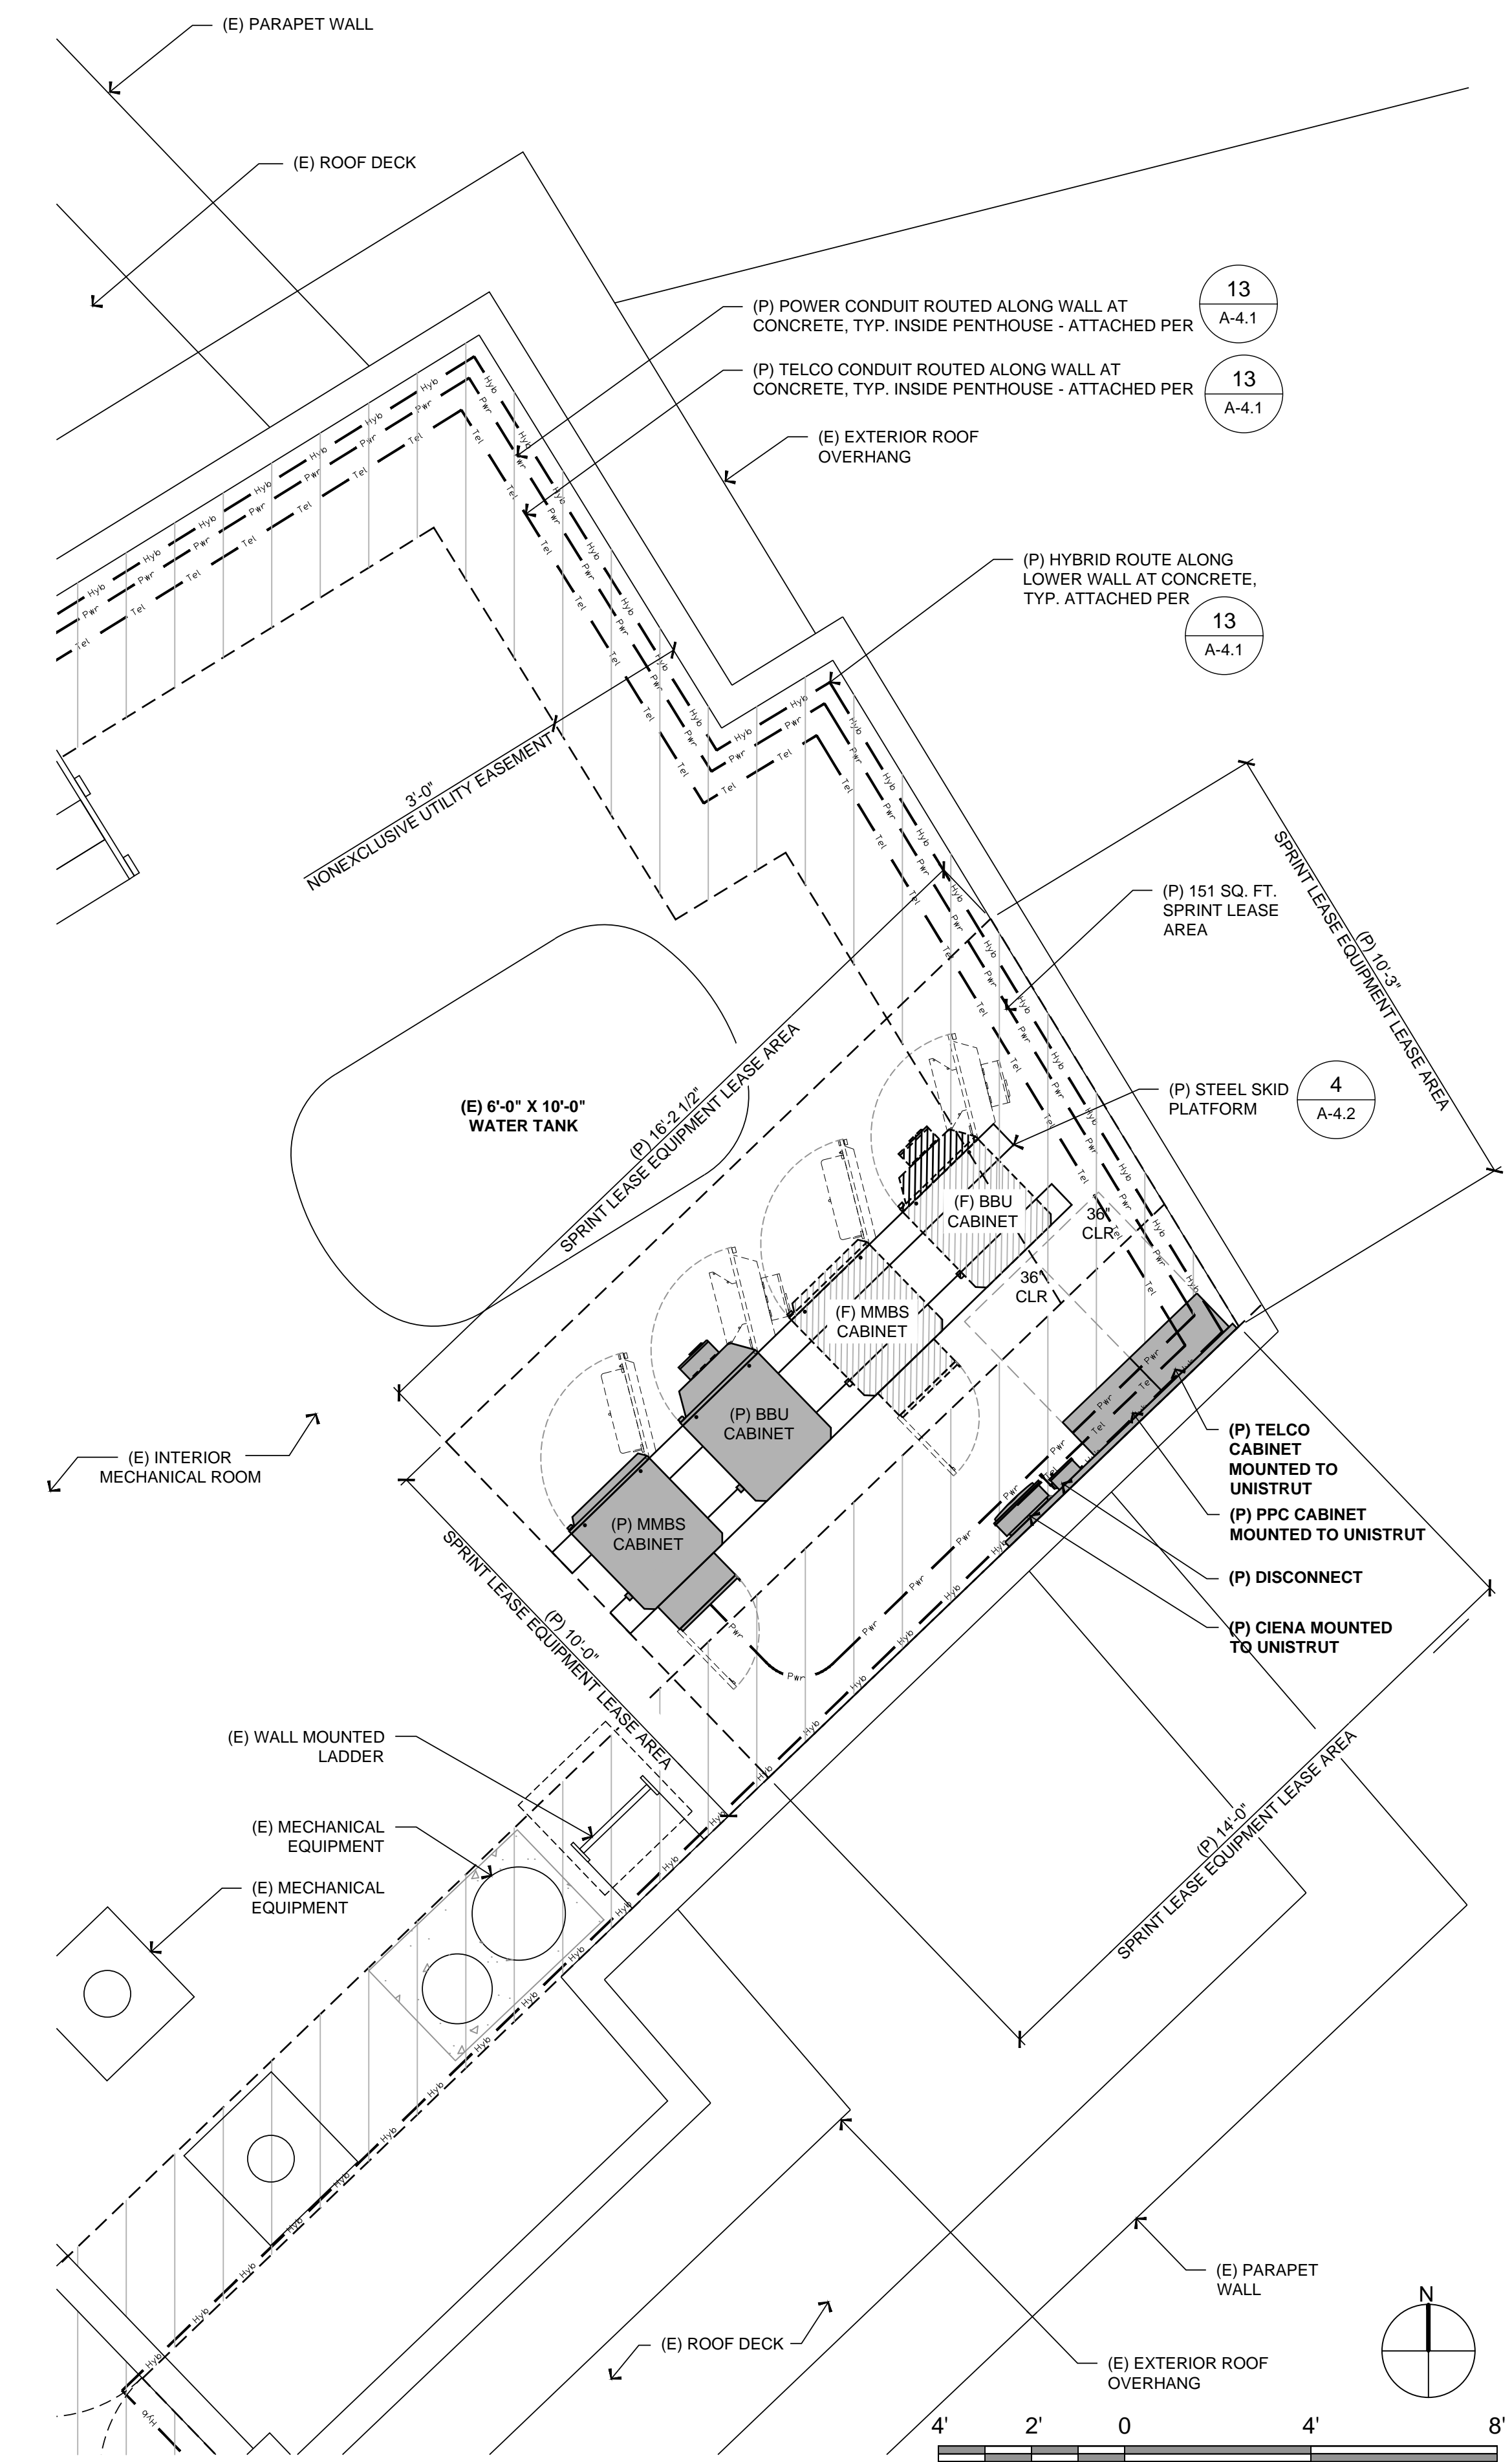 (E) PARAPET WALL
(E) ROOF DECK
(P) POWER CONDUIT ROUTED ALONG WALL AT
CONCRETE, TYP. INSIDE PENTHOUSE - ATTACHED PER
13
A-4.1
(P) TELCO CONDUIT ROUTED ALONG WALL AT
CONCRETE, TYP. INSIDE PENTHOUSE - ATTACHED PER
13
A-4.1
(E) EXTERIOR ROOF
OVERHANG
(P) HYBRID ROUTE ALONG
LOWER WALL AT CONCRETE,
TYP. ATTACHED PER
13
A-4.1
3'-0"
NONEXCLUSIVE UTILITY EASEMENT
(P) 10'-3"
SPRINT LEASE EQUIPMENT LEASE AREA
(P) 151 SQ. FT.
SPRINT LEASE
AREA
(E) 6'-0" X 10'-0"
WATER TANK
(P) 16'-2 1/2"
SPRINT LEASE EQUIPMENT LEASE AREA
(P) STEEL SKID
PLATFORM
4
A-4.2
(F) BBU
CABINET
36"
CLR
36"
CLR
(F) MMBS
CABINET
(P) BBU
CABINET
(P) MMBS
CABINET
(E) INTERIOR
MECHANICAL ROOM
(P) TELCO
CABINET
MOUNTED TO
UNISTRUT
(P) PPC CABINET
MOUNTED TO UNISTRUT
(P) DISCONNECT
(P) CIENA MOUNTED
TO UNISTRUT
(P) 10'-0"
SPRINT LEASE EQUIPMENT LEASE AREA
(P) 14'-0"
SPRINT LEASE EQUIPMENT LEASE AREA
(E) WALL MOUNTED
LADDER
(E) MECHANICAL
EQUIPMENT
(E) MECHANICAL
EQUIPMENT
(E) PARAPET
WALL
(E) ROOF DECK
(E) EXTERIOR ROOF
OVERHANG
N
4' 2' 0 4' 8'
Hyb
Pwr
Tel